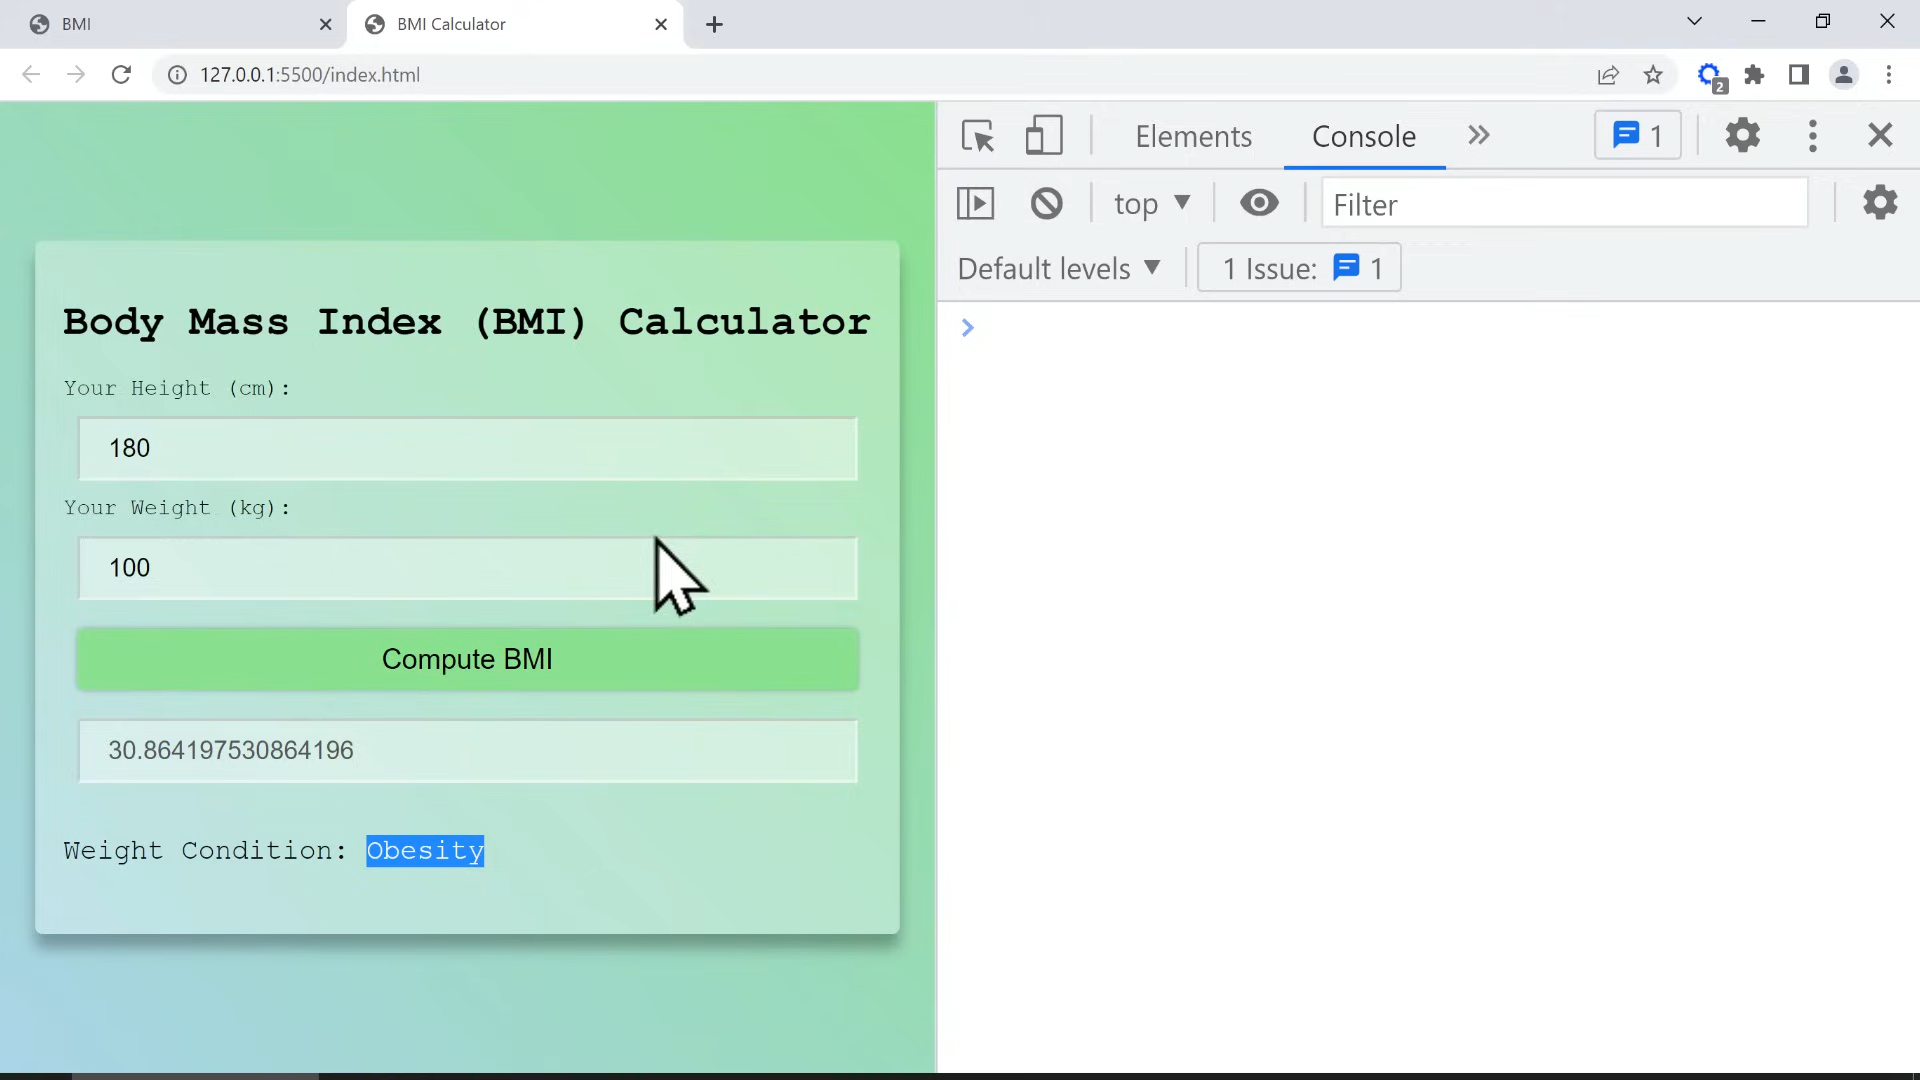 BMI
BMI Calculator
127.0.0.1:5500/index.html
2
Elements
Console
1
top
Filter
Default levels
1 Issue:
1
Body Mass Index (BMI) Calculator
Your Height (cm):
180
Your Weight (kg):
100
Compute BMI
30.864197530864196
Weight Condition: Obesity